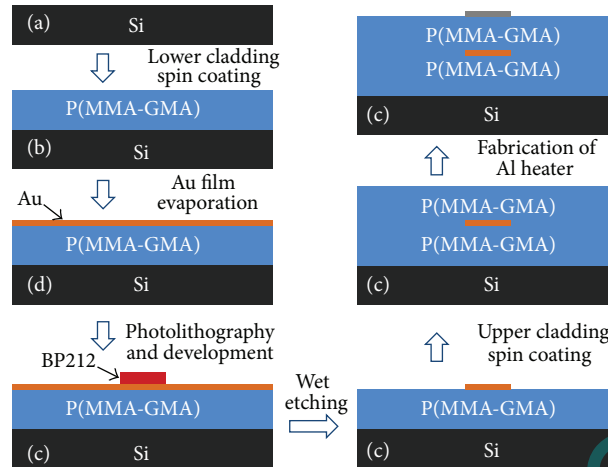 (a)
Si
Lower cladding
spin coating
P(MMA-GMA)
(b)
Si
Au film
evaporation
Au
P(MMA-GMA)
(d)
Si
Photolithography
and development
BP212
P(MMA-GMA)
(c)
Si
Wet
etching
P(MMA-GMA)
(c)
Si
Upper cladding
spin coating
P(MMA-GMA)
P(MMA-GMA)
(c)
Si
Fabrication of
Al heater
P(MMA-GMA)
P(MMA-GMA)
(c)
Si